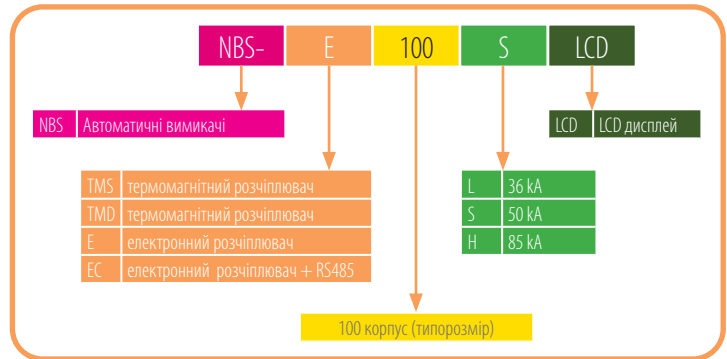 NBS- E 100 S LCD
NBS Автоматичні вимикачі
LCD LCD дисплей
TMS термомагнітний розчіплювач
TMD термомагнітний розчіплювач
E електронний розчіплювач
EC електронний розчіплювач + RS485
L 36 kA
S 50 kA
H 85 kA
100 корпус (типорозмір)